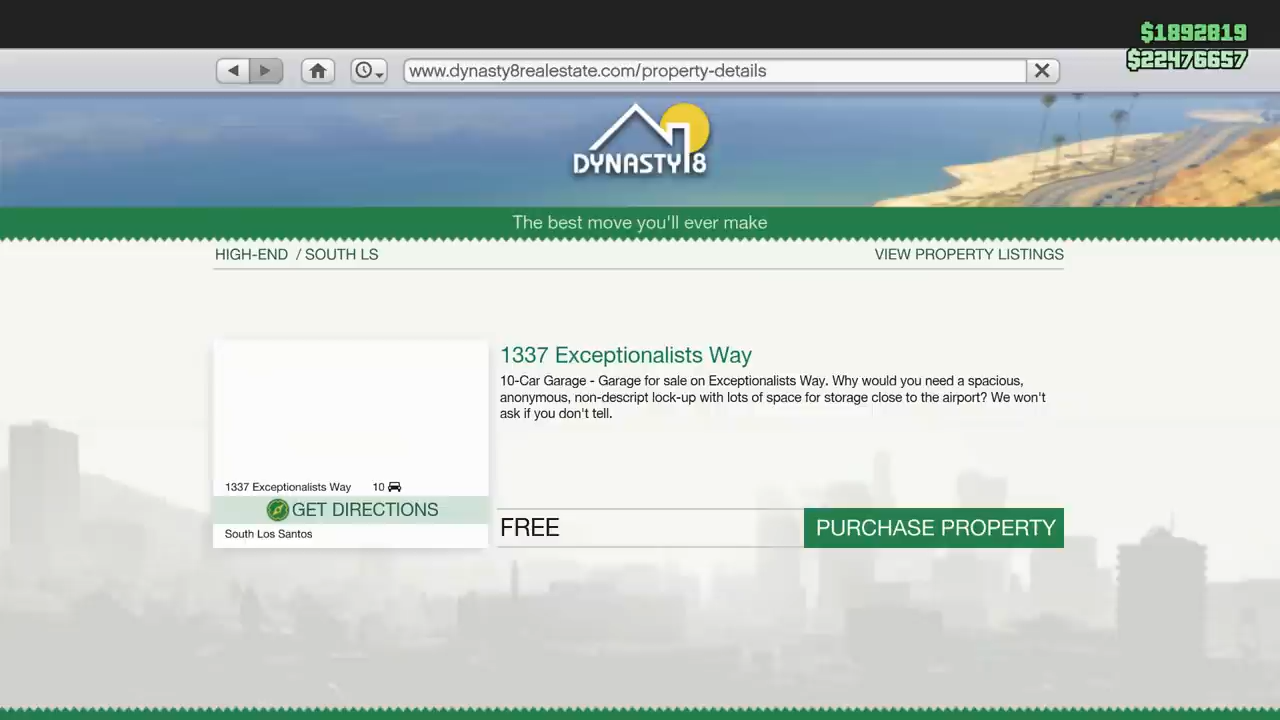 $1892819
$22476657
www.dynasty8realestate.com/property-details
DYNASTY 8
The best move you'll ever make
HIGH-END / SOUTH LS
VIEW PROPERTY LISTINGS
1337 Exceptionalists Way
10-Car Garage - Garage for sale on Exceptionalists Way. Why would you need a spacious,
anonymous, non-descript lock-up with lots of space for storage close to the airport? We won't
ask if you don't tell.
1337 Exceptionalists Way 10
GET DIRECTIONS
South Los Santos
FREE
PURCHASE PROPERTY